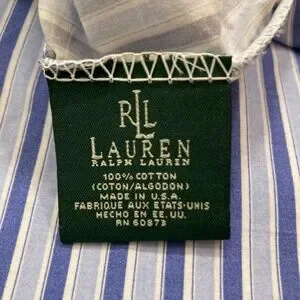 RLL
LAUREN
RALPH LAUREN
100% COTTON
(COTON/ALGODON)
MADE IN U.S.A.
FABRIQUE AUX ETATS-UNIS
HECHO EN EE. UU.
RN 60873